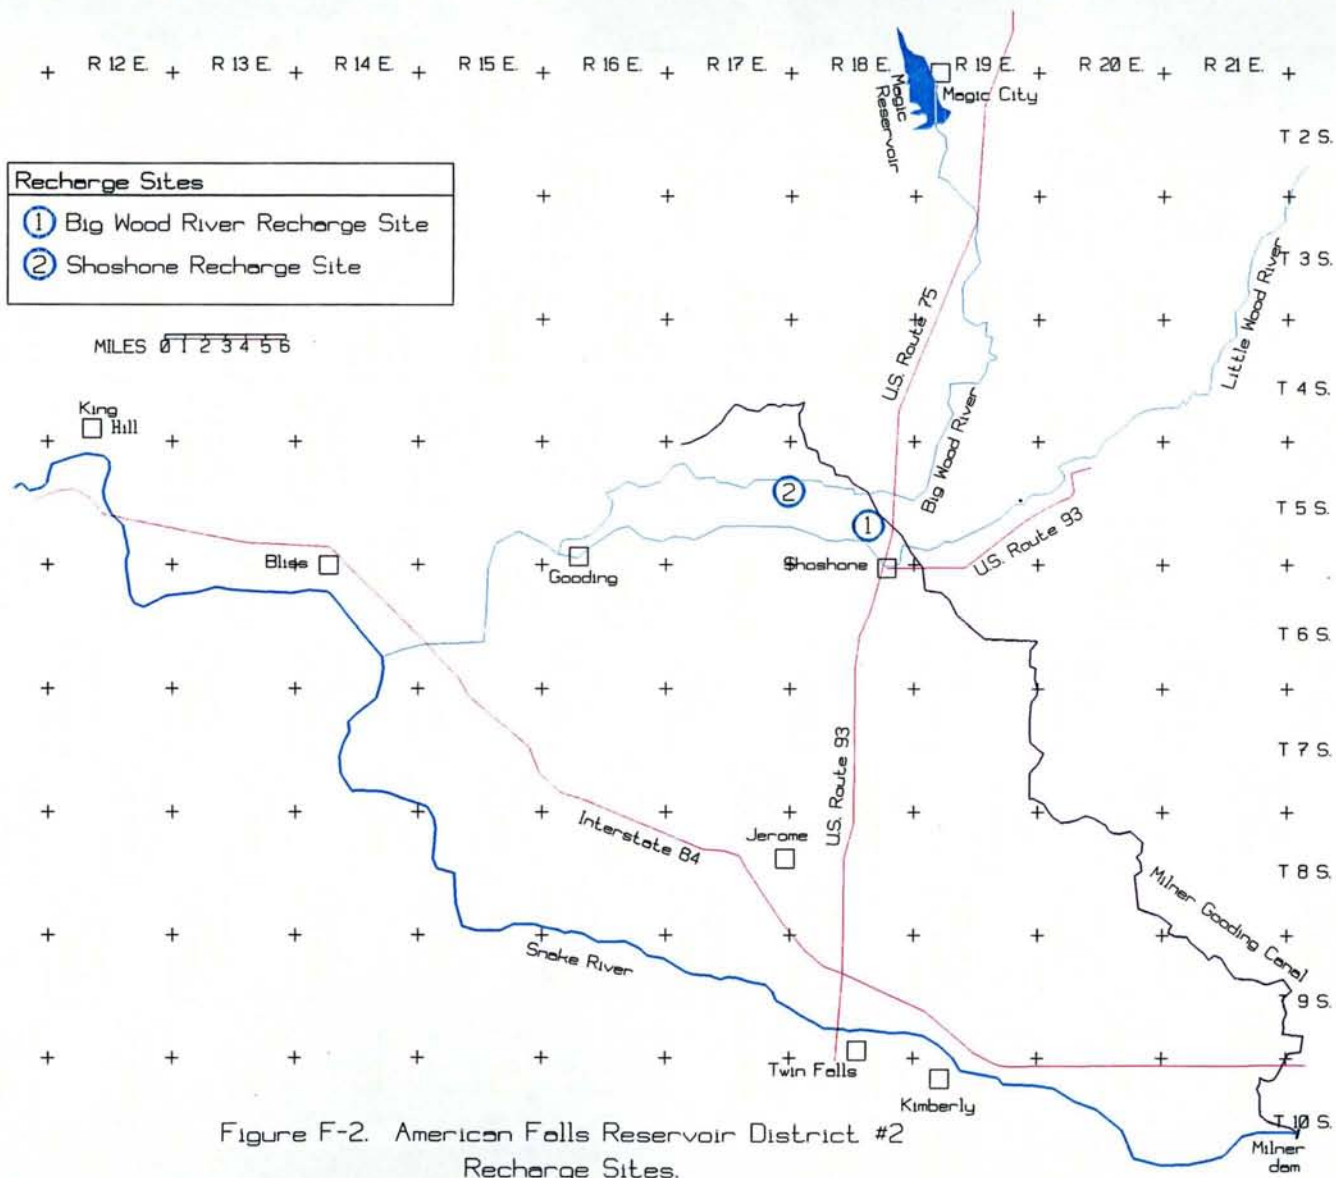 R 12 E. R 13 E. R 14 E. R 15 E. R 16 E. R 17 E. R 18 E. R 19 E. R 20 E. R 21 E.
Magic
Reservoir
Magic City
T 2 S.
Recharge Sites
1 Big Wood River Recharge Site
2 Shoshone Recharge Site
T 3 S.
Little Wood River
U.S. Route 75
MILES 0 1 2 3 4 5 6
T 4 S.
King
Hill
Big Wood River
2
1
T 5 S.
U.S. Route 93
Bliss
Gooding
Shoshone
T 6 S.
T 7 S.
U.S. Route 93
Interstate 84
Jerome
T 8 S.
Milner Gooding Canal
Snake River
T 9 S.
Twin Falls
Kimberly
T 10 S.
Milner
dam
Figure F-2. American Falls Reservoir District #2
Recharge Sites.